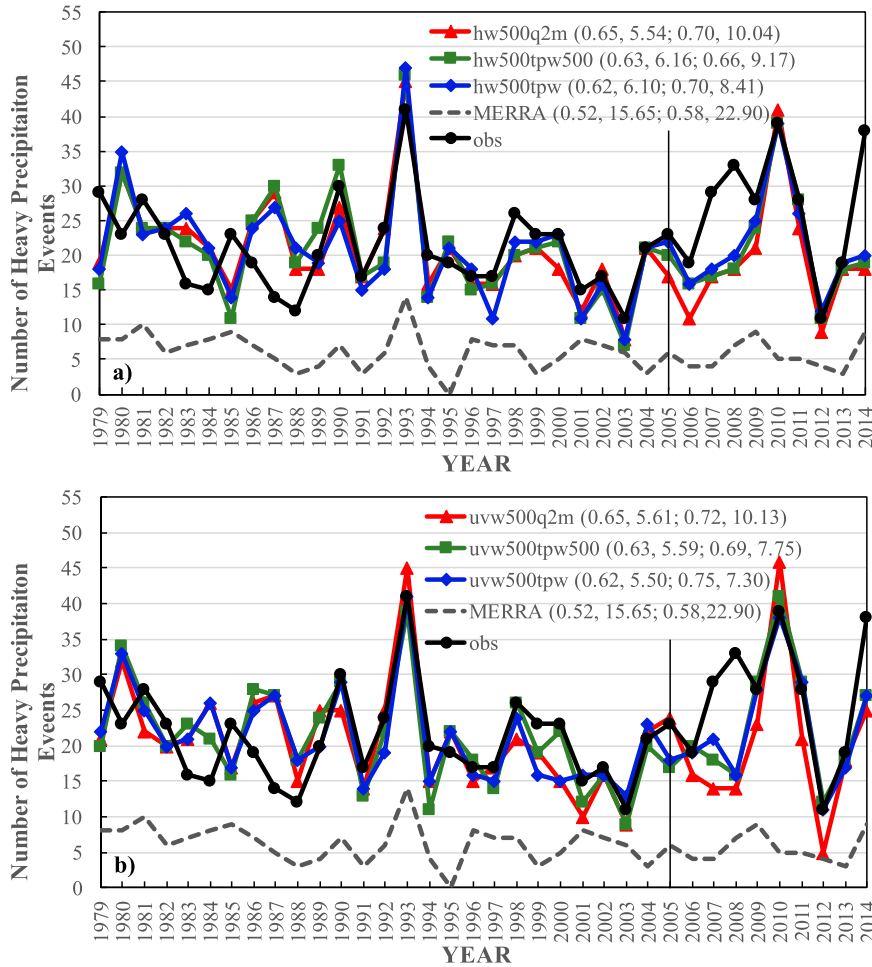 Number of Heavy Precipitaiton
Eveents
55
50
45
40
35
30
25
20
15
10
5
0
hw500q2m (0.65, 5.54; 0.70, 10.04)
hw500tpw500 (0.63, 6.16; 0.66, 9.17)
hw500tpw (0.62, 6.10; 0.70, 8.41)
MERRA (0.52, 15.65; 0.58, 22.90)
obs
a)
1979 1980 1981 1982 1983 1984 1985 1986 1987 1988 1989 1990 1991 1992 1993 1994 1995 1996 1997 1998 1999 2000 2001 2002 2003 2004 2005 2006 2007 2008 2009 2010 2011 2012 2013 2014
YEAR
Number of Heavy Precipitaiton
Eveents
55
50
45
40
35
30
25
20
15
10
5
0
uvw500q2m (0.65, 5.61; 0.72, 10.13)
uvw500tpw500 (0.63, 5.59; 0.69, 7.75)
uvw500tpw (0.62, 5.50; 0.75, 7.30)
MERRA (0.52, 15.65; 0.58,22.90)
obs
b)
1979 1980 1981 1982 1983 1984 1985 1986 1987 1988 1989 1990 1991 1992 1993 1994 1995 1996 1997 1998 1999 2000 2001 2002 2003 2004 2005 2006 2007 2008 2009 2010 2011 2012 2013 2014
YEAR